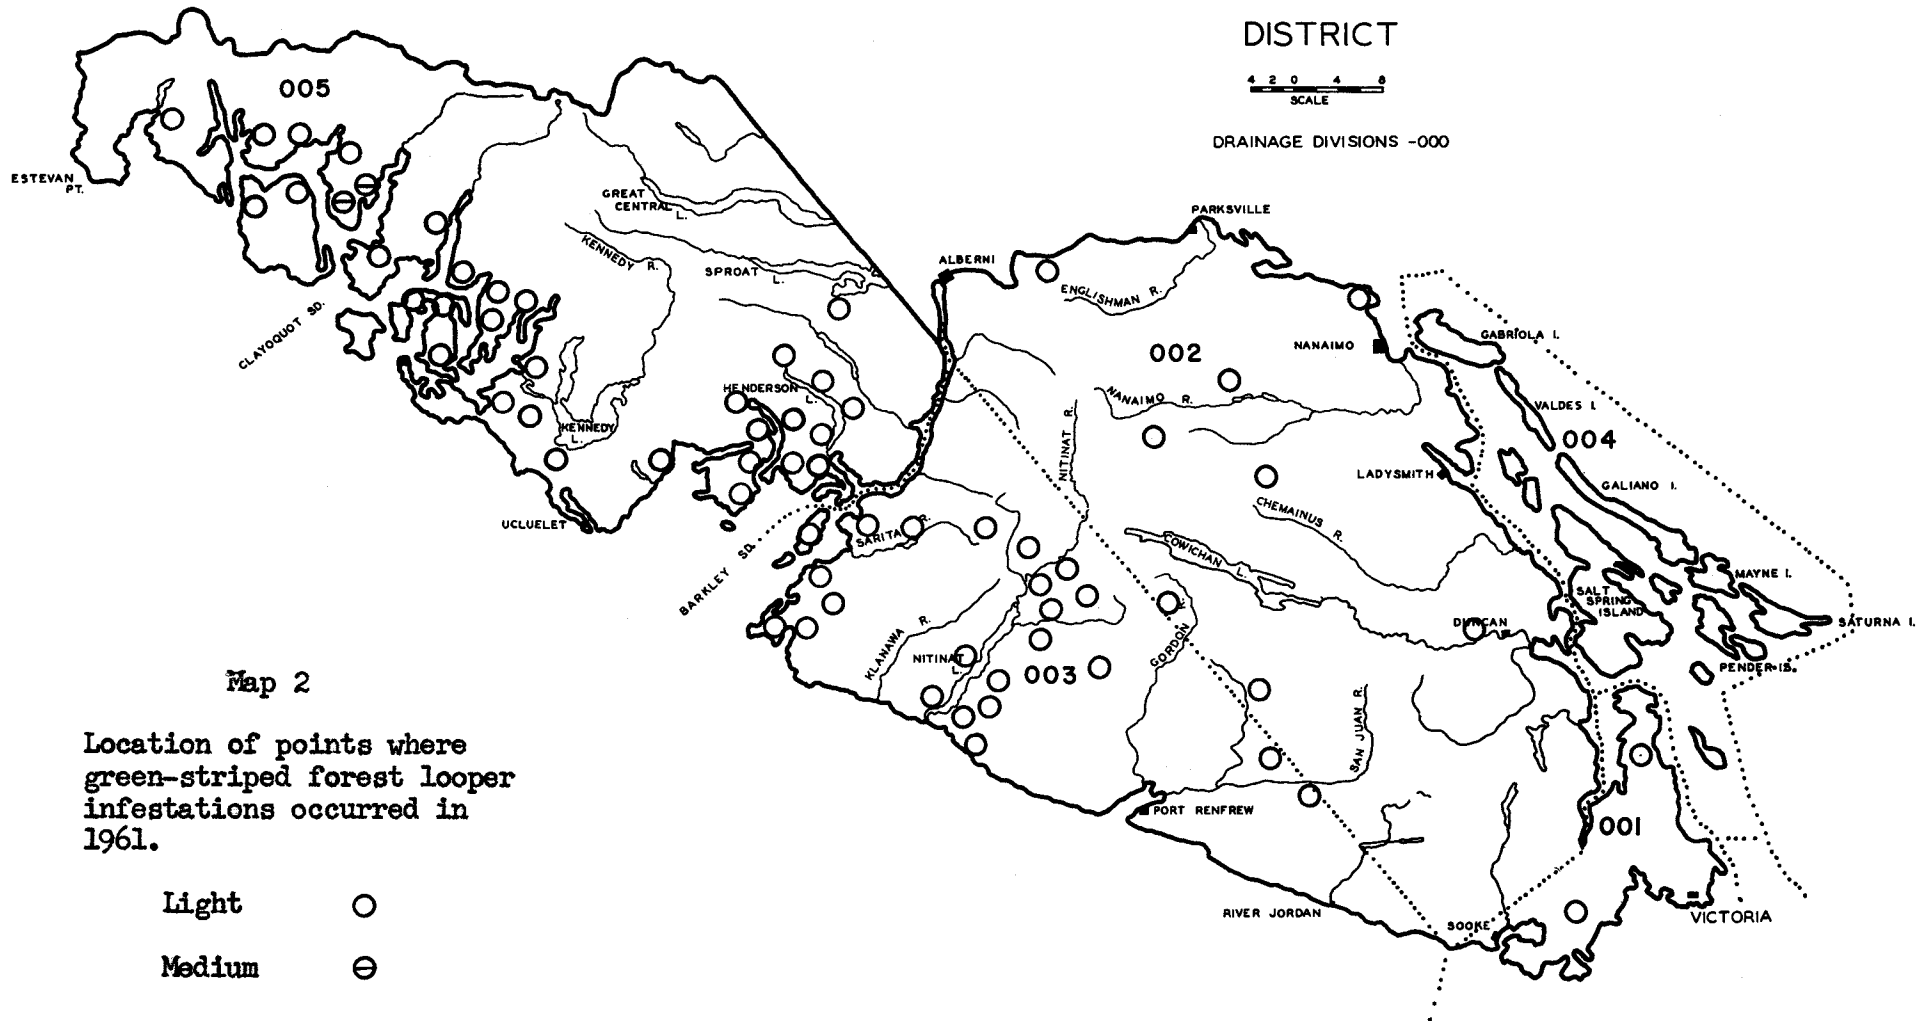 DISTRICT
4 2 0 4 8
SCALE
DRAINAGE DIVISIONS -000
005
ESTEVAN
PT.
GREAT
CENTRAL L.
KENNEDY R.
SPROAT L.
CLAYOQUOT SD.
ALBERNI
PARKSVILLE
ENGLISHMAN R.
NANAIMO
GABRIOLA I.
002
HENDERSON
L.
NANAIMO R.
NITINAT R.
VALDES I.
004
KENNEDY
L.
LADYSMITH
GALIANO I.
UCLUELET
CHEMAINUS R.
SARITA R.
BARKLEY SD.
COWICHAN L.
MAYNE I.
SALT
SPRING
ISLAND
SATURNA I.
DUNCAN
KLANAWA R.
NITINAT
L.
GORDON R.
PENDER IS.
003
SAN JUAN R.
PORT RENFREW
001
RIVER JORDAN
SOOKE
VICTORIA
Map 2
Location of points where
green-striped forest looper
infestations occurred in
1961.
Light
Medium